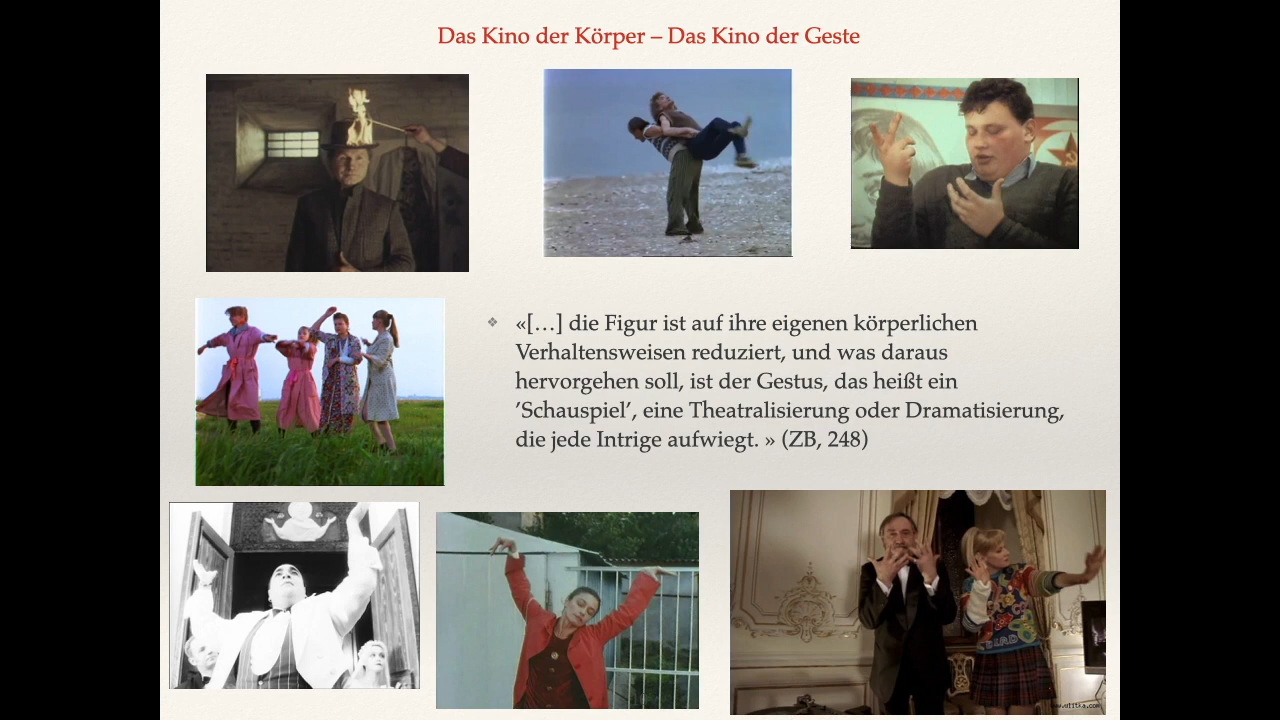 Das Kino der Körper – Das Kino der Geste
«[…] die Figur ist auf ihre eigenen körperlichen
Verhaltensweisen reduziert, und was daraus
hervorgehen soll, ist der Gestus, das heißt ein
’Schauspiel’, eine Theatralisierung oder Dramatisierung,
die jede Intrige aufwiegt. » (ZB, 248)